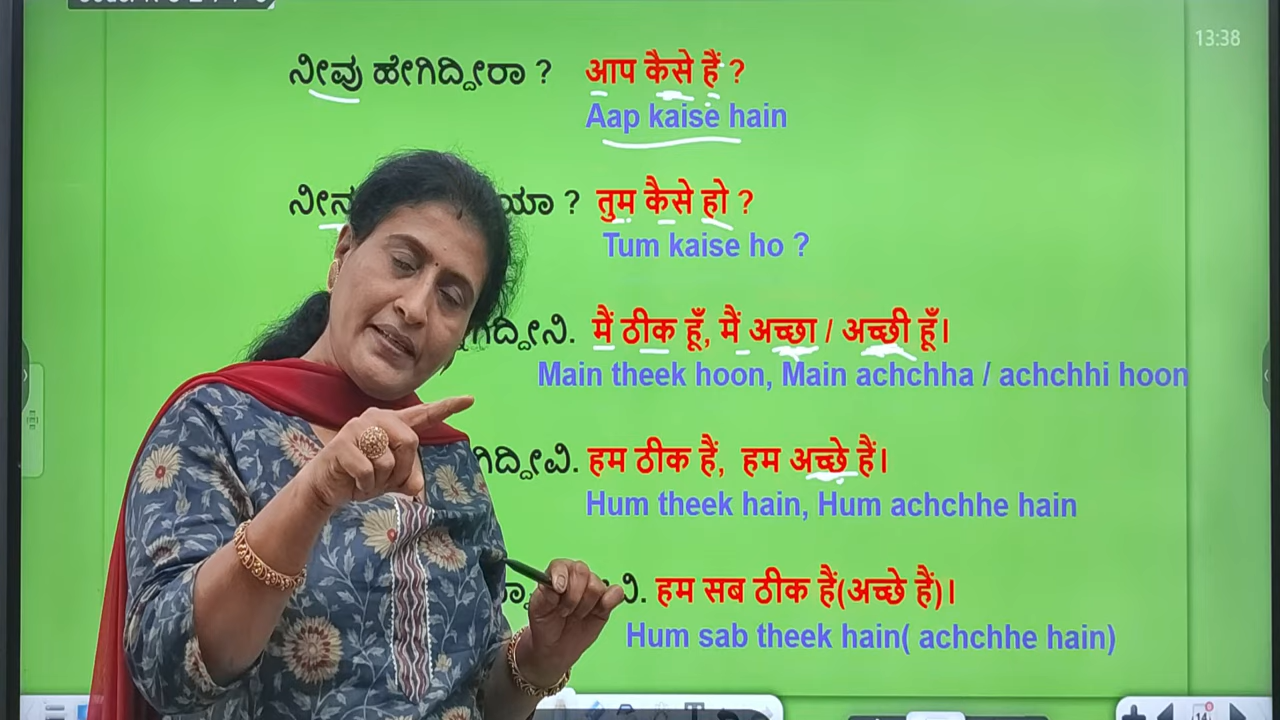 13:38
ನೀವು ಹೇಗಿದ್ದೀರಾ ? आप कैसे हैं ?
Aap kaise hain
तुम कैसे हो ?
Tum kaise ho ?
मैं ठीक हूँ, मैं अच्छा / अच्छी हूँ।
Main theek hoon, Main achchha / achchhi hoon
हम ठीक हैं, हम अच्छे हैं।
Hum theek hain, Hum achchhe hain
हम सब ठीक हैं(अच्छे हैं)।
Hum sab theek hain( achchhe hain)